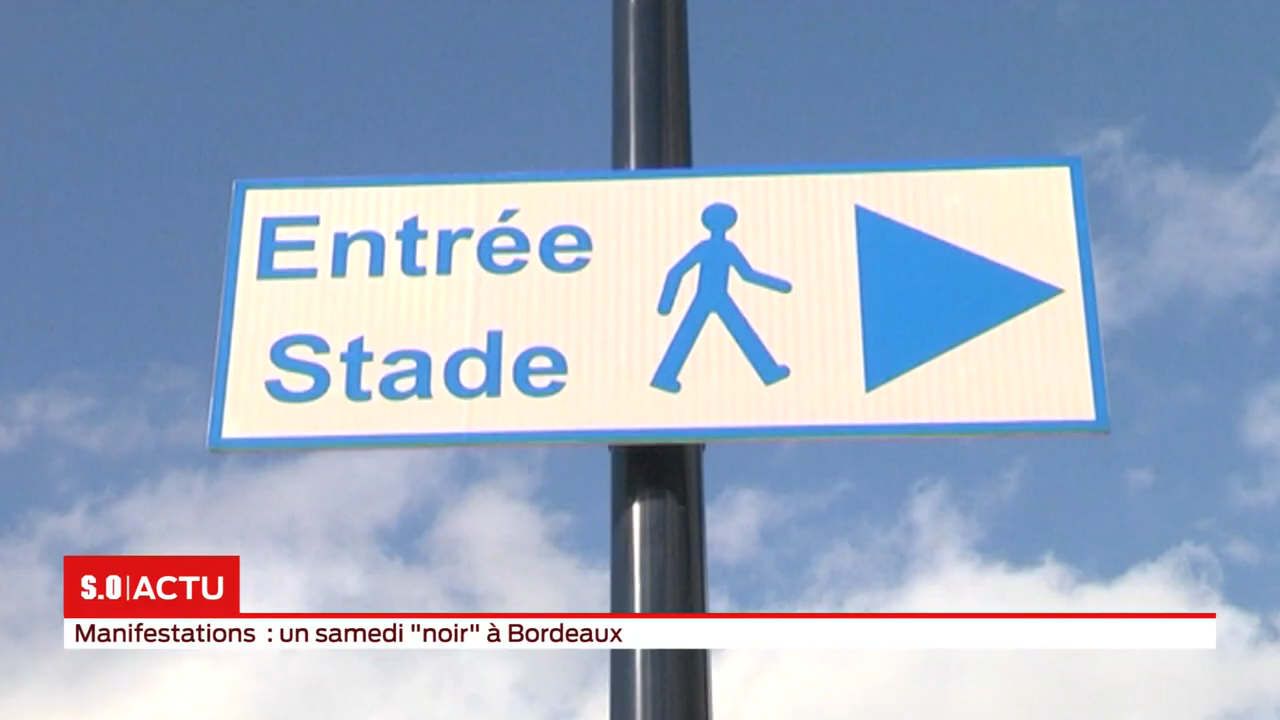 Entrée
Stade
S.O|ACTU
Manifestations : un samedi "noir" à Bordeaux